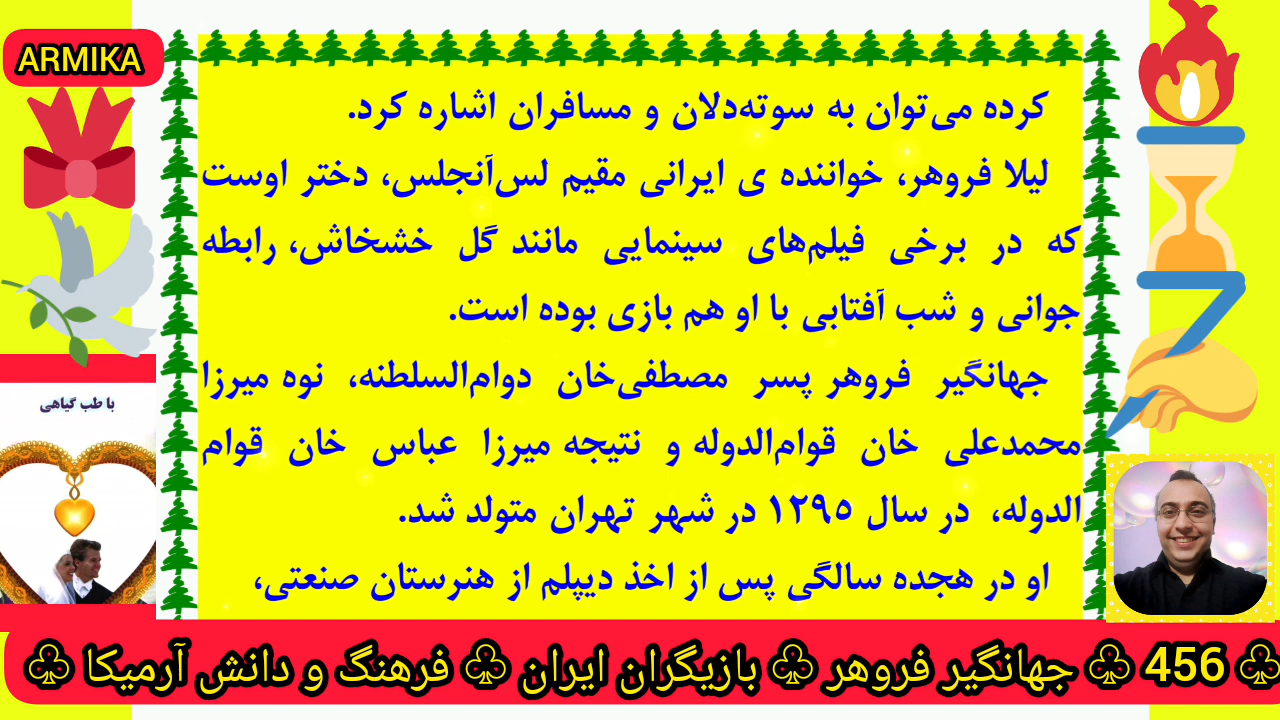 ARMIKA
کرده می‌توان به سوته‌دلان و مسافران اشاره کرد.
لیلا فروهر، خواننده ی ایرانی مقیم لس‌آنجلس، دختر اوست
که در برخی فیلم‌های سینمایی مانند گل خشخاش، رابطه
جوانی و شب آفتابی با او هم بازی بوده است.
جهانگیر فروهر پسر مصطفی‌خان دوام‌السلطنه، نوه میرزا
محمدعلی خان قوام‌الدوله و نتیجه میرزا عباس خان قوام
الدوله، در سال ۱۲۹۵ در شهر تهران متولد شد.
او در هجده سالگی پس از اخذ دیپلم از هنرستان صنعتی،
با طب گیاهی
♣ 456 ♣ جهانگیر فروهر ♣ بازیگران ایران ♣ فرهنگ و دانش آرمیکا ♣